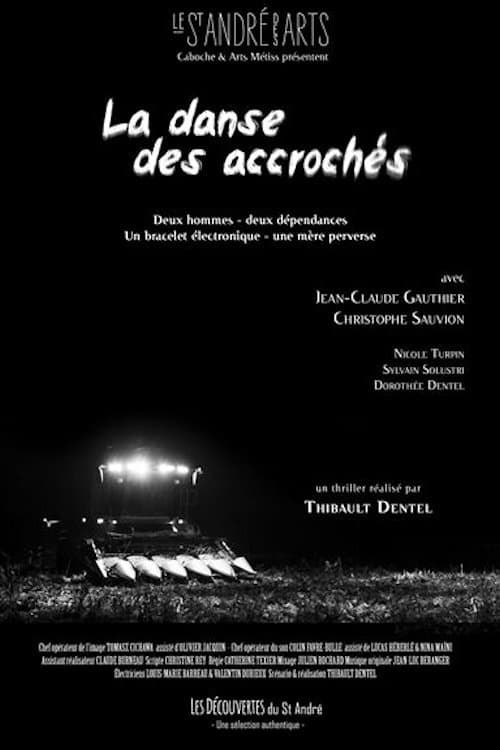 LE ST ANDRÉ DES ARTS
Caboche & Arts Métiss présentent
La danse
des accrochés
Deux hommes - deux dépendances
Un bracelet électronique - une mère perverse
avec
JEAN-CLAUDE GAUTHIER
CHRISTOPHE SAUVION
NICOLE TURPIN
SYLVAIN SOLUSTRI
DOROTHÉE DENTEL
un thriller réalisé par
THIBAULT DENTEL
Chef opérateur de l'image TOMASZ CICHAWA assisté d'OLIVIER JACQUIN - Chef opérateur du son COLIN FAVRE-BULLE assisté de LUCAS HÉBERLÉ & NINA MAÏNI
Assistant réalisateur CLAUDE BURNEAU Scripte CHRISTINE REY Régie CATHERINE TEXIER Mixage JULIEN ROCHARD Musique originale JEAN-LUC BERANGER
Électriciens LOUIS-MARIE BARREAU & VALENTIN DURIEUX Scénario & réalisation THIBAULT DENTEL
LES DÉCOUVERTES du St André
- Une sélection authentique -